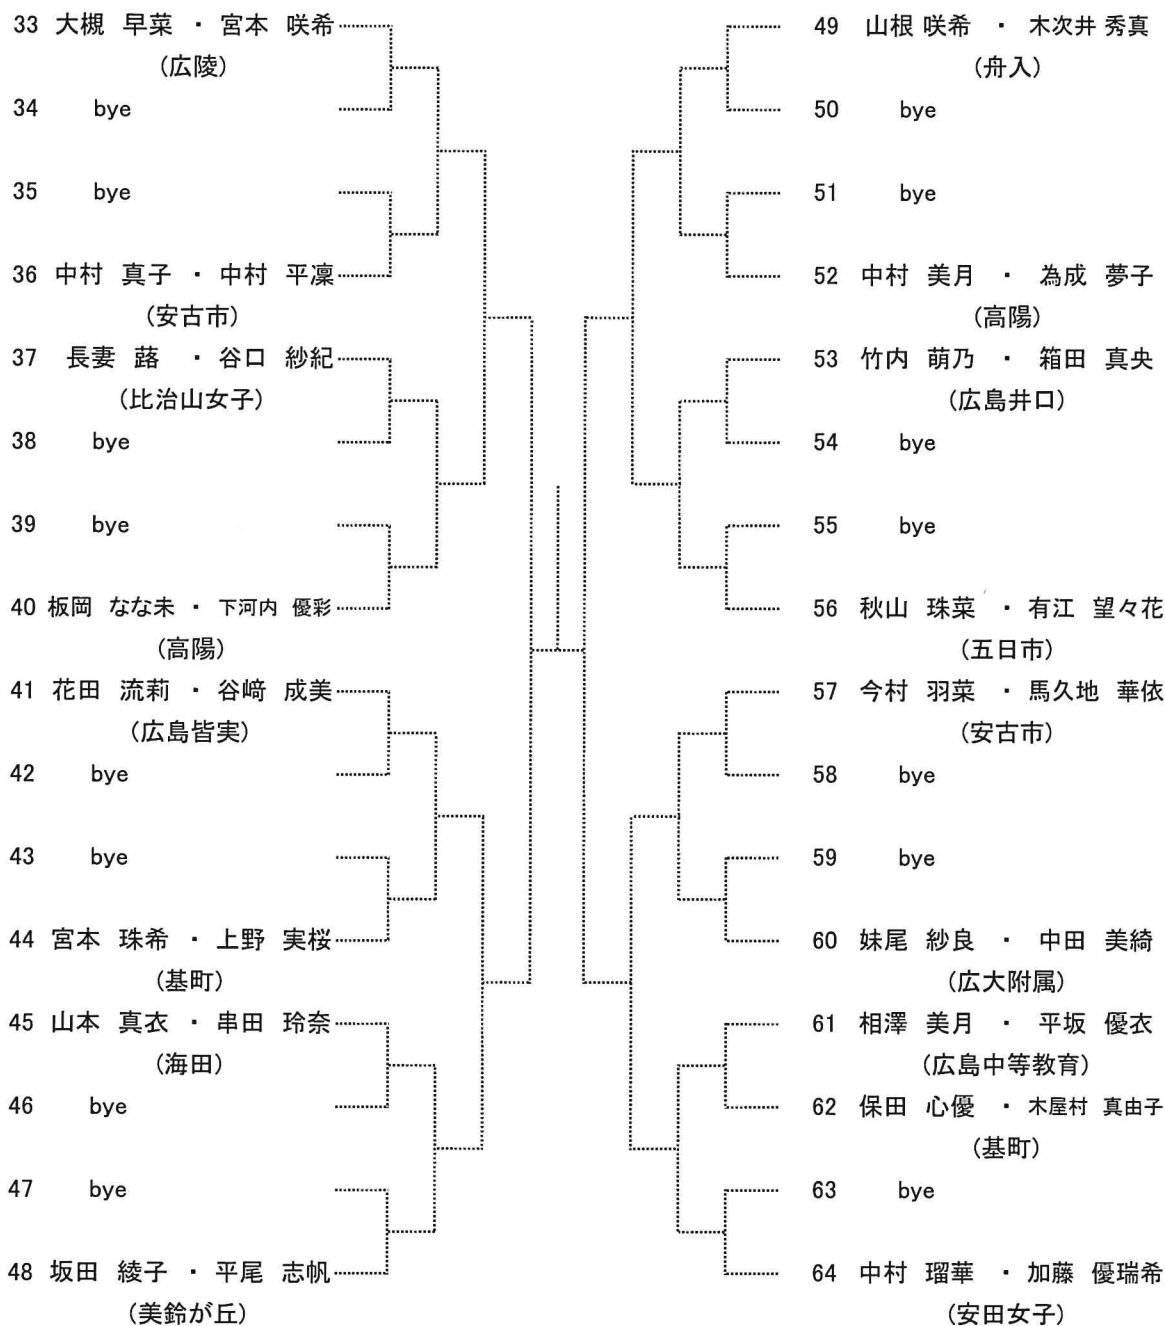 33 大槻 早菜 ・ 宮本 咲希
(広陵)
34 bye
35 bye
36 中村 真子 ・ 中村 平凜
(安古市)
37 長妻 蕗 ・ 谷口 紗紀
(比治山女子)
38 bye
39 bye
40 板岡 なな未 ・ 下河内 優彩
(高陽)
41 花田 流莉 ・ 谷﨑 成美
(広島皆実)
42 bye
43 bye
44 宮本 珠希 ・ 上野 実桜
(基町)
45 山本 真衣 ・ 串田 玲奈
(海田)
46 bye
47 bye
48 坂田 綾子 ・ 平尾 志帆
(美鈴が丘)
49 山根 咲希 ・ 木次井 秀真
(舟入)
50 bye
51 bye
52 中村 美月 ・ 為成 夢子
(高陽)
53 竹内 萌乃 ・ 箱田 真央
(広島井口)
54 bye
55 bye
56 秋山 珠菜 ・ 有江 望々花
(五日市)
57 今村 羽菜 ・ 馬久地 華依
(安古市)
58 bye
59 bye
60 妹尾 紗良 ・ 中田 美綺
(広大附属)
61 相澤 美月 ・ 平坂 優衣
(広島中等教育)
62 保田 心優 ・ 木屋村 真由子
(基町)
63 bye
64 中村 瑠華 ・ 加藤 優瑞希
(安田女子)